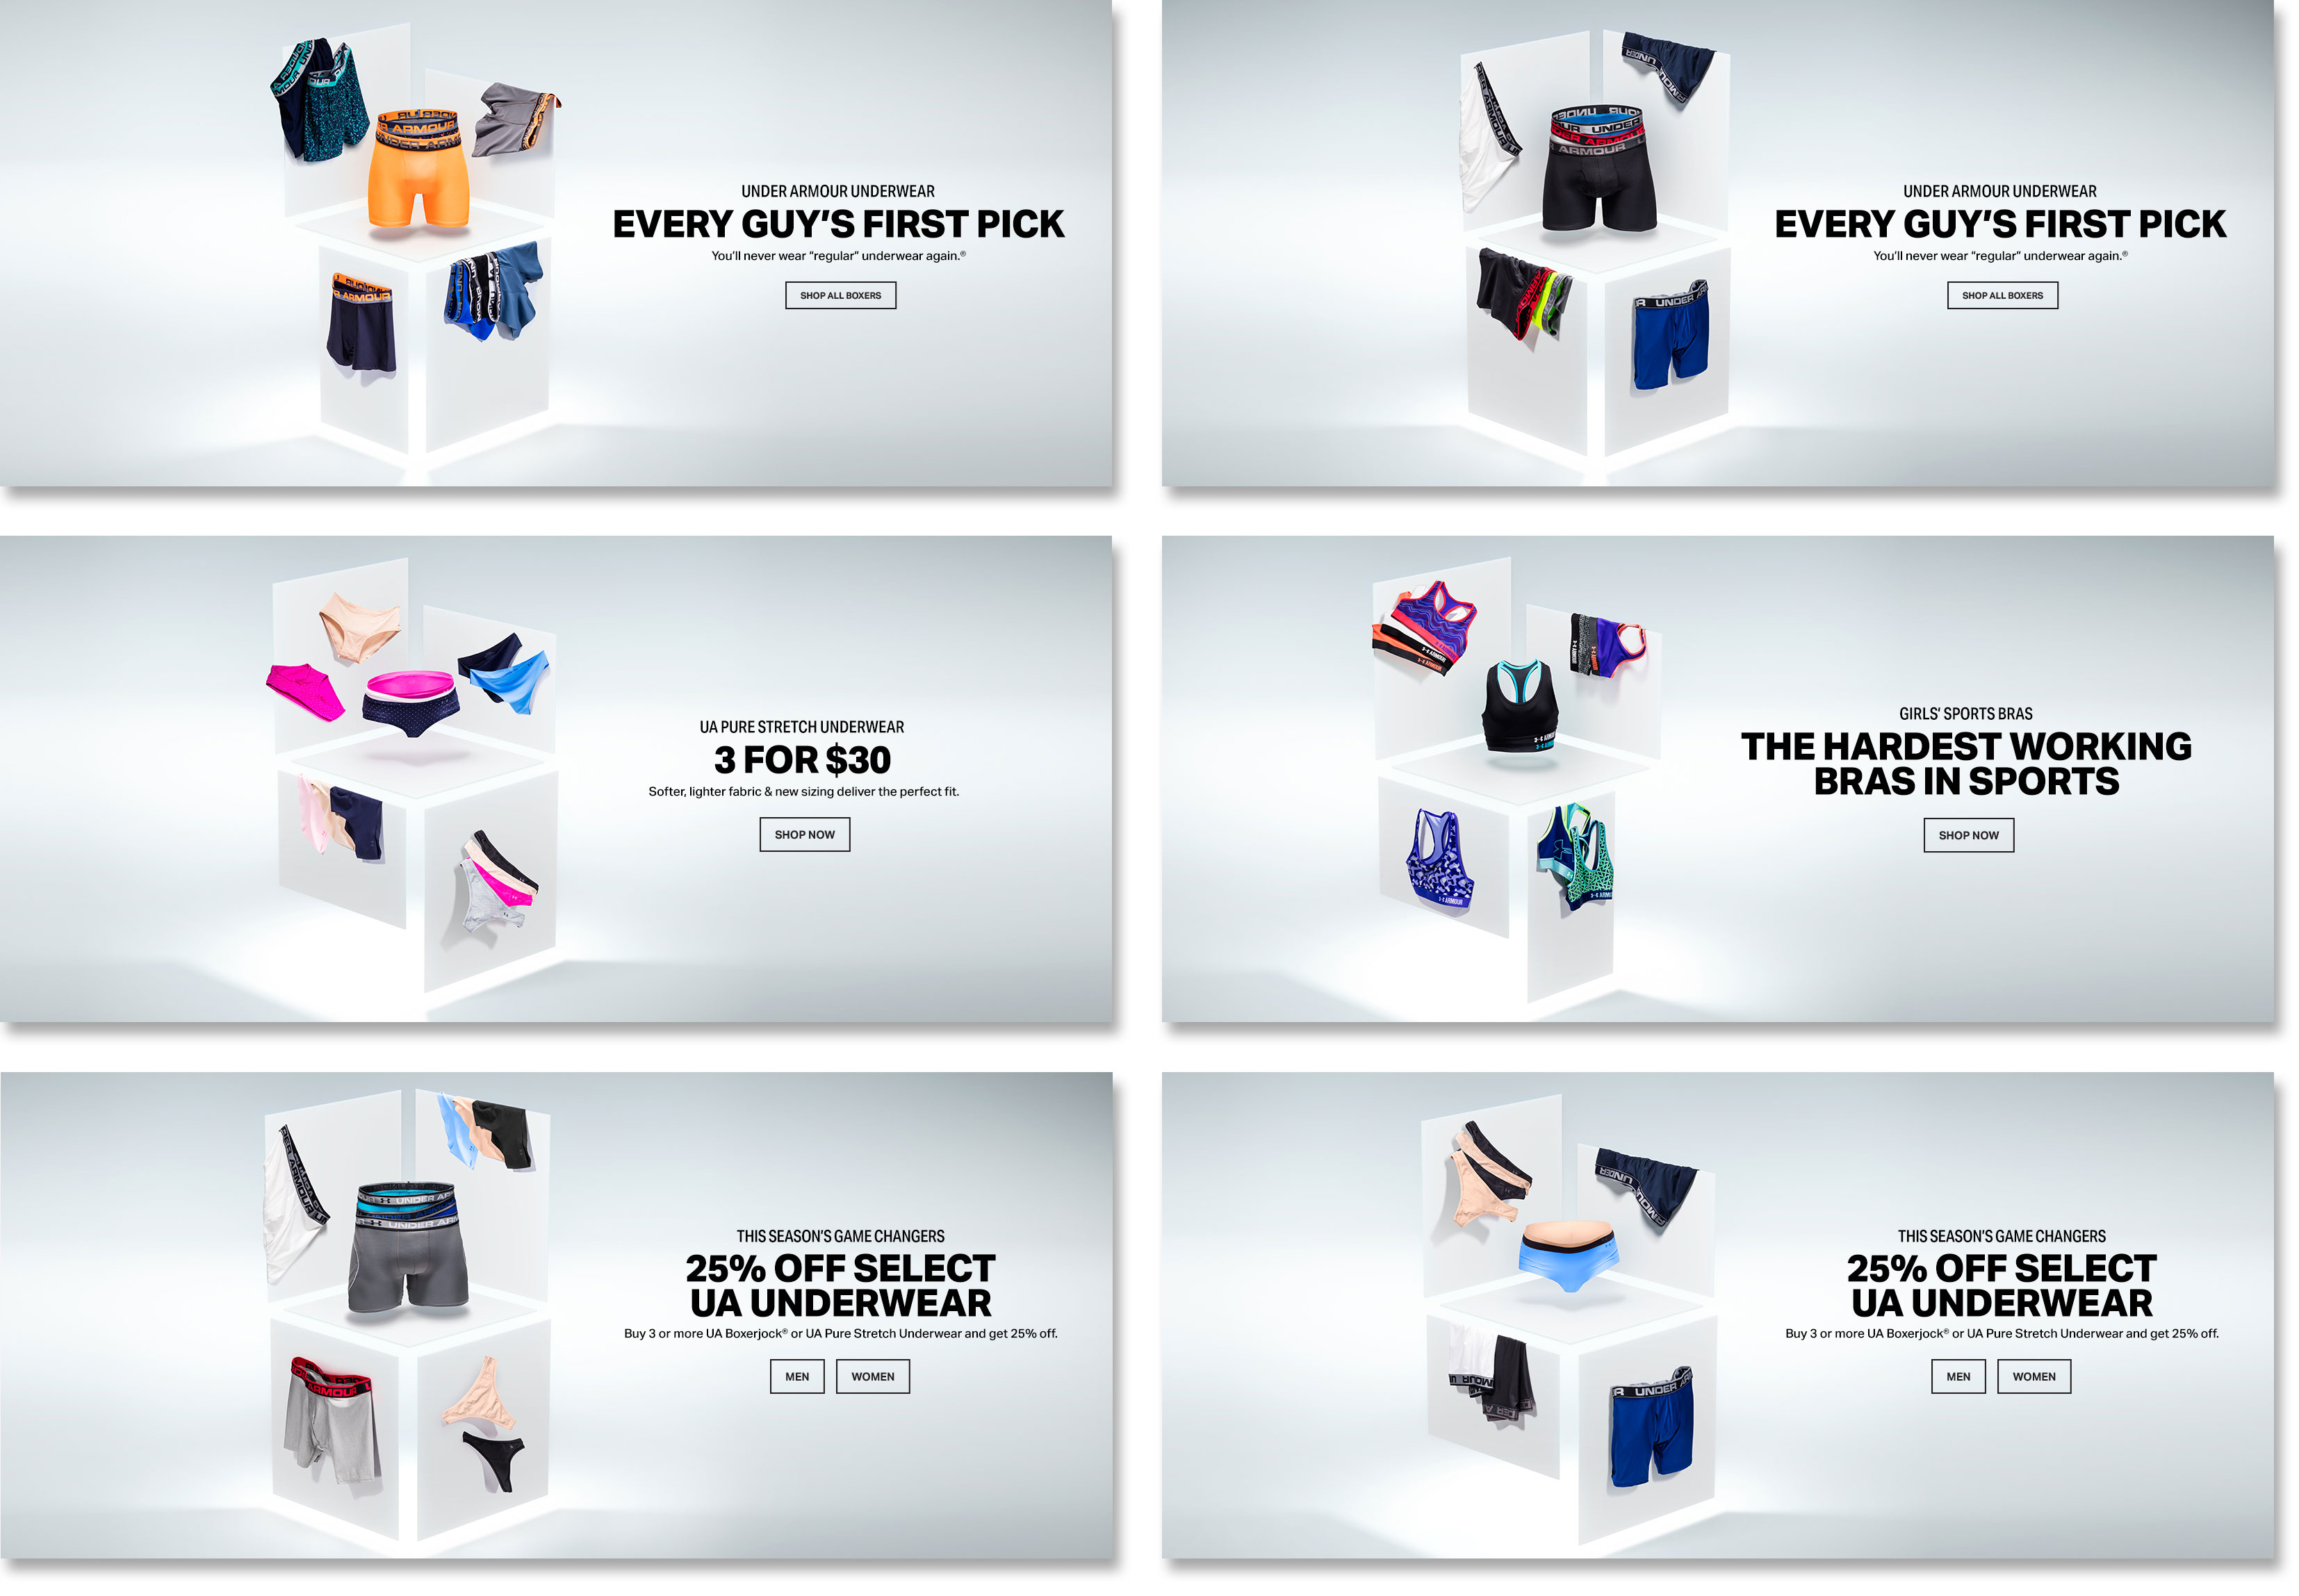 UNDER ARMOUR UNDERWEAR
EVERY GUY'S FIRST PICK
You'll never wear “regular” underwear again.®
SHOP ALL BOXERS
UNDER ARMOUR UNDERWEAR
EVERY GUY'S FIRST PICK
You'll never wear “regular” underwear again.®
SHOP ALL BOXERS
UA PURE STRETCH UNDERWEAR
3 FOR $30
Softer, lighter fabric & new sizing deliver the perfect fit.
SHOP NOW
GIRLS' SPORTS BRAS
THE HARDEST WORKING
BRAS IN SPORTS
SHOP NOW
THIS SEASON'S GAME CHANGERS
25% OFF SELECT
UA UNDERWEAR
Buy 3 or more UA Boxerjock® or UA Pure Stretch Underwear and get 25% off.
MEN
WOMEN
THIS SEASON'S GAME CHANGERS
25% OFF SELECT
UA UNDERWEAR
Buy 3 or more UA Boxerjock® or UA Pure Stretch Underwear and get 25% off.
MEN
WOMEN